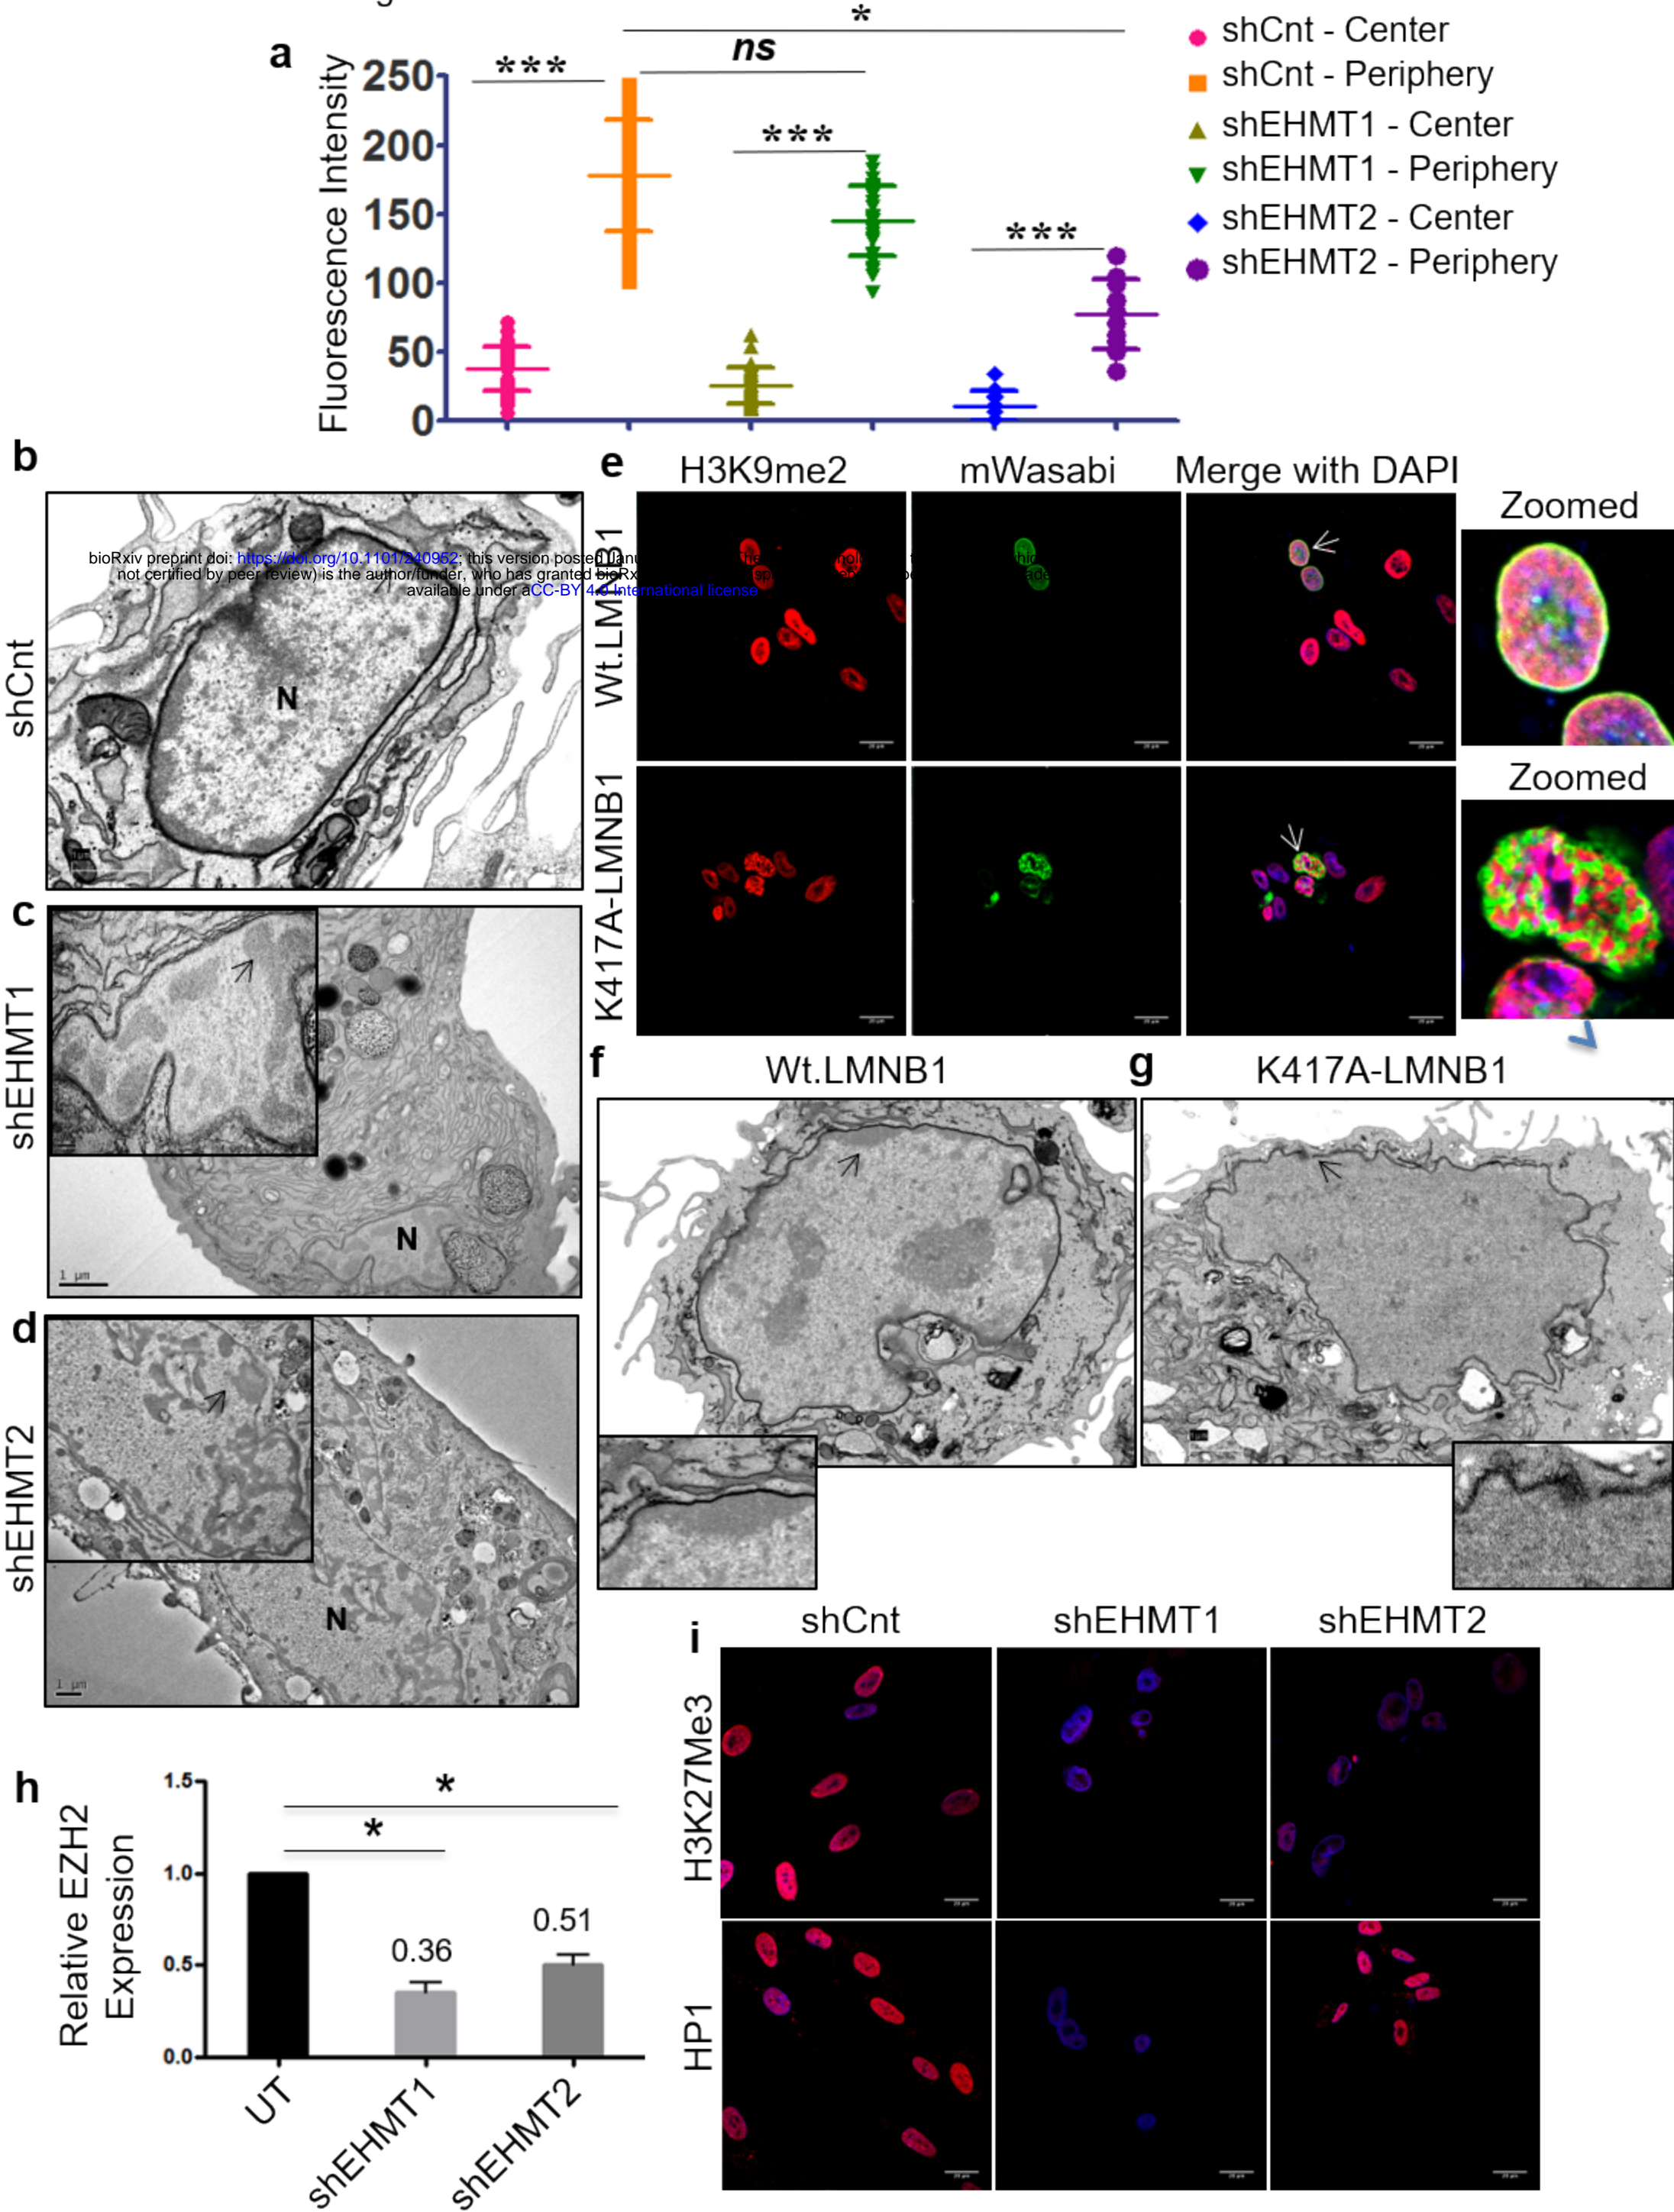 a
*
ns
***
***
***
Fluorescence Intensity
250
200
150
100
50
0
shCnt - Center
shCnt - Periphery
shEHMT1 - Center
shEHMT1 - Periphery
shEHMT2 - Center
shEHMT2 - Periphery
b
shCnt
N
bioRxiv preprint doi: https://doi.org/10.1101/240952; this version posted
not certified by peer review) is the author/funder, who has granted
available under aCC-BY 4.0 International license
c
shEHMT1
N
1 µm
d
shEHMT2
N
1 µm
e
H3K9me2
mWasabi
Merge with DAPI
Zoomed
Wt.LMNB1
K417A-LMNB1
Zoomed
f
Wt.LMNB1
g
K417A-LMNB1
h
Relative EZH2
Expression
1.5
1.0
0.5
0.0
*
*
0.36
0.51
UT
shEHMT1
shEHMT2
i
shCnt
shEHMT1
shEHMT2
H3K27Me3
HP1